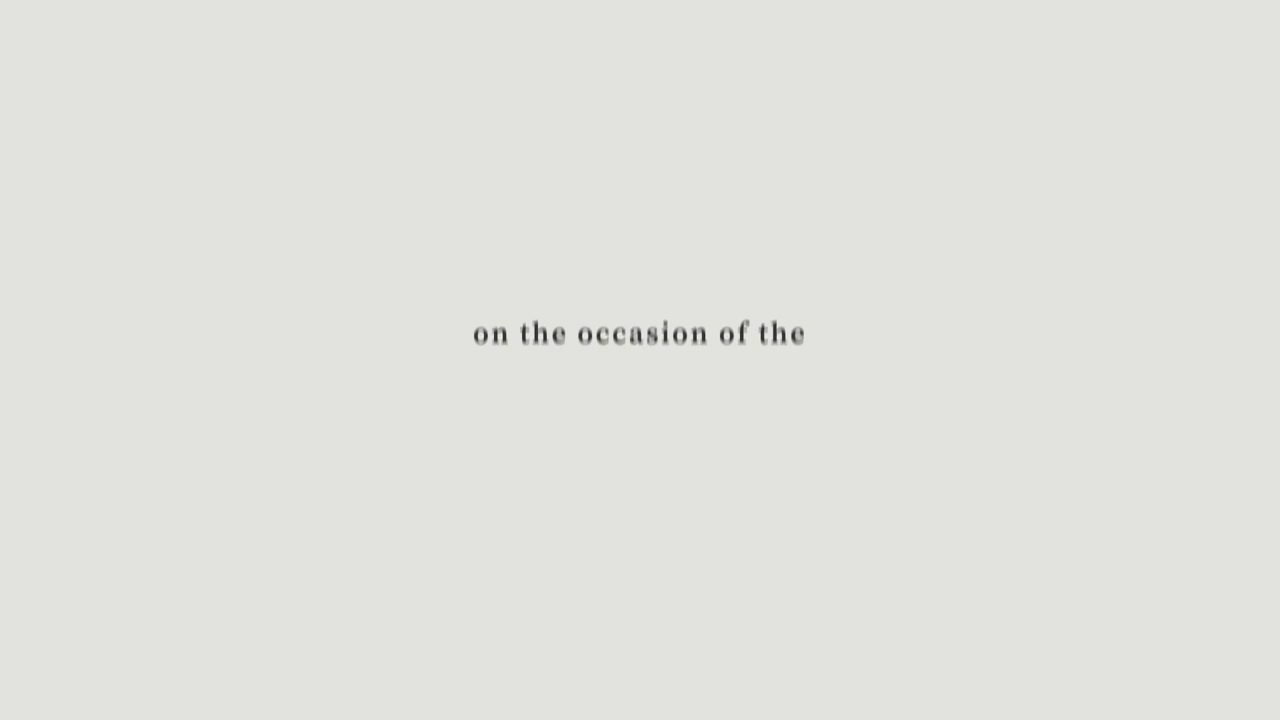 on the occasion of the